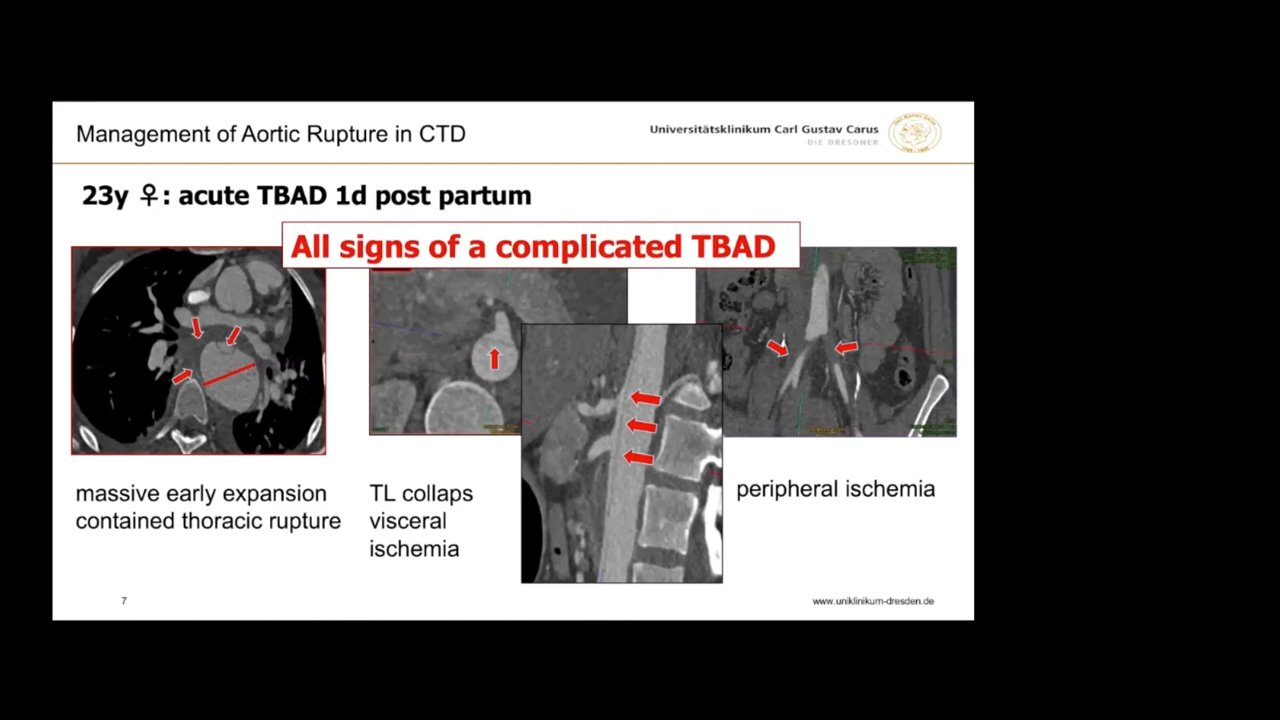 Management of Aortic Rupture in CTD
Universitätsklinikum Carl Gustav Carus
DIE DRESDNER.
23y ♀: acute TBAD 1d post partum
All signs of a complicated TBAD
massive early expansion
contained thoracic rupture
TL collaps
visceral
ischemia
peripheral ischemia
7
www.uniklinikum-dresden.de